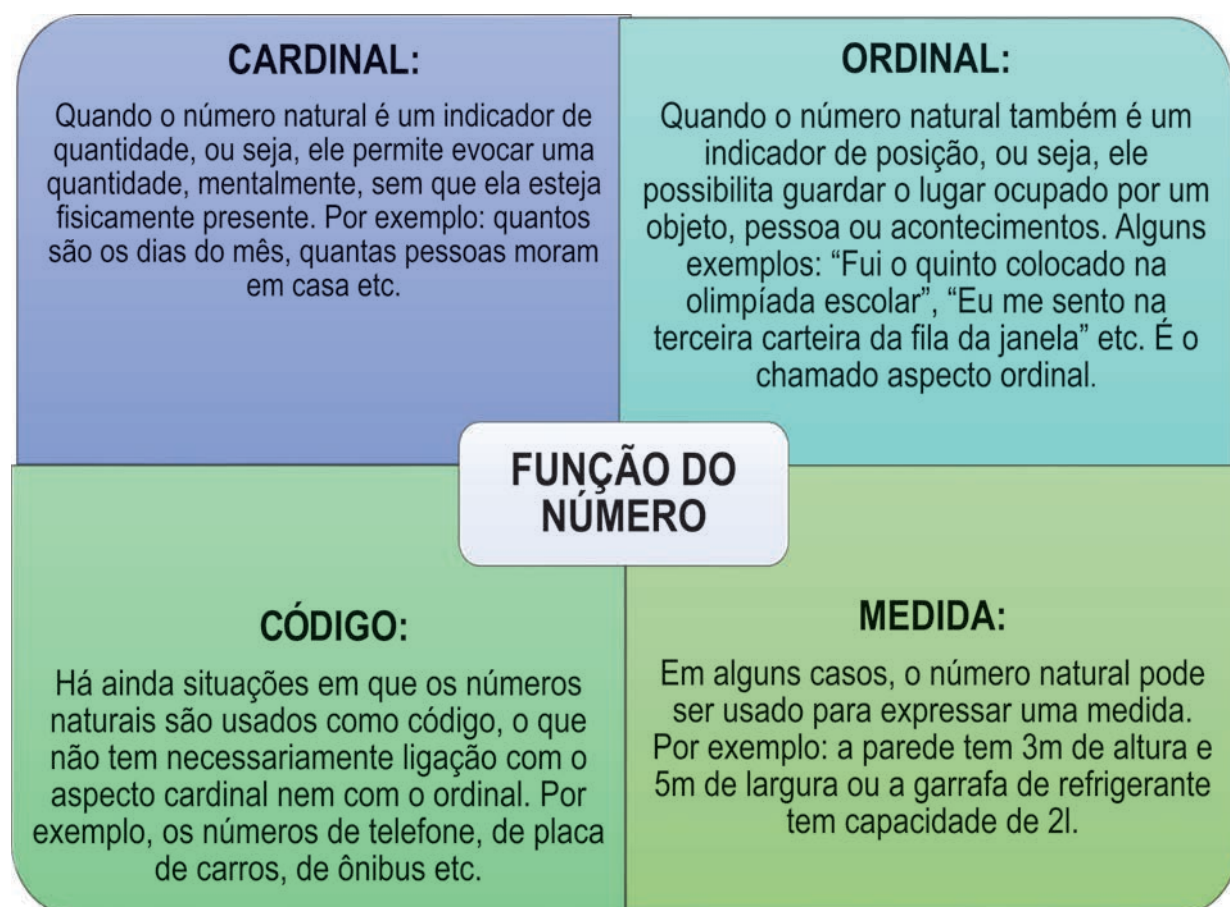 CARDINAL:
Quando o número natural é um indicador de
quantidade, ou seja, ele permite evocar uma
quantidade, mentalmente, sem que ela esteja
fisicamente presente. Por exemplo: quantos
são os dias do mês, quantas pessoas moram
em casa etc.
ORDINAL:
Quando o número natural também é um
indicador de posição, ou seja, ele
possibilita guardar o lugar ocupado por um
objeto, pessoa ou acontecimentos. Alguns
exemplos: “Fui o quinto colocado na
olimpíada escolar”, “Eu me sento na
terceira carteira da fila da janela” etc. É o
chamado aspecto ordinal.
FUNÇÃO DO
NÚMERO
CÓDIGO:
Há ainda situações em que os números
naturais são usados como código, o que
não tem necessariamente ligação com o
aspecto cardinal nem com o ordinal. Por
exemplo, os números de telefone, de placa
de carros, de ônibus etc.
MEDIDA:
Em alguns casos, o número natural pode
ser usado para expressar uma medida.
Por exemplo: a parede tem 3m de altura e
5m de largura ou a garrafa de refrigerante
tem capacidade de 2l.